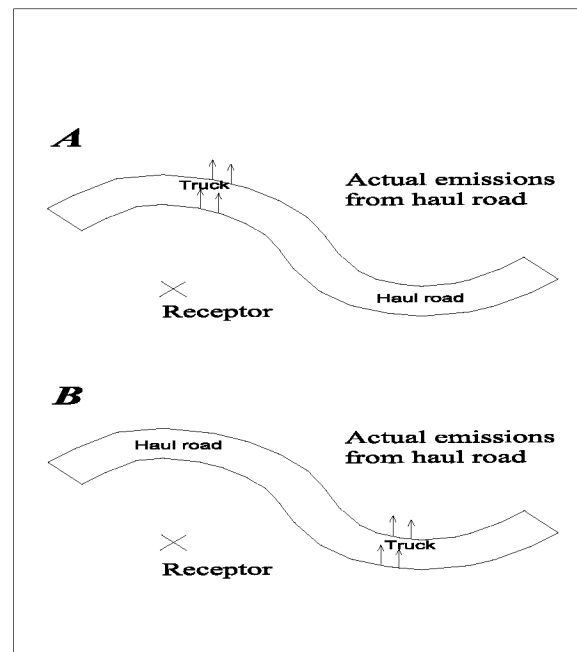 A
Truck
Actual emissions
from haul road
Haul road
Receptor
B
Haul road
Actual emissions
from haul road
Truck
Receptor